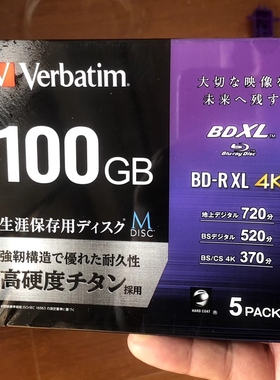 Verbatim
大切な映像を
未来へ残す
100GB
BDXL™
Blu-ray Disc
BD-R XL 4K
生涯保存用ディスク M DISC™
地上デジタル 720分
BSデジタル 520分
BS/CS 4K 370分
強靭構造で優れた耐久性
高硬度チタン採用
HARD COAT
5 PACK